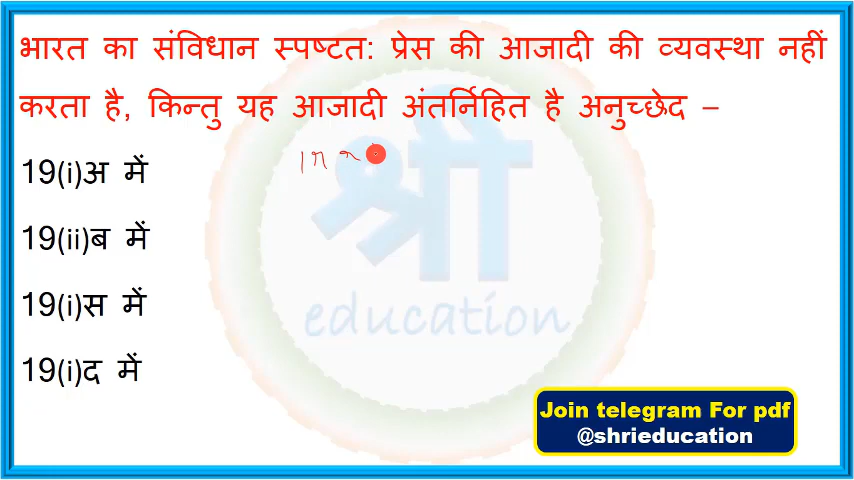 भारत का संविधान स्पष्टत: प्रेस की आजादी की व्यवस्था नहीं
करता है, किन्तु यह आजादी अंतर्निहित है अनुच्छेद –
19(i)अ में
19(ii)ब में
19(i)स में
19(i)द में
श्री
education
Join telegram For pdf
@shrieducation